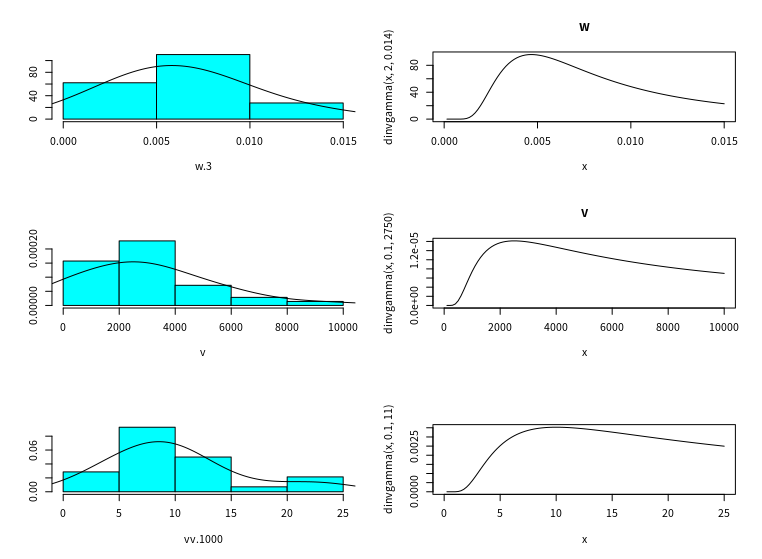 0 40 80
0.000 0.005 0.010 0.015
w.3
W
dinvgamma(x, 2, 0.014)
0 40 80
0.000 0.005 0.010 0.015
x
0.00000 0.00020
0 2000 4000 6000 8000 10000
v
V
dinvgamma(x, 0.1, 2750)
0.0e+00 1.2e-05
0 2000 4000 6000 8000 10000
x
0.00 0.06
0 5 10 15 20 25
vv.1000
dinvgamma(x, 0.1, 11)
0.0000 0.0025
0 5 10 15 20 25
x